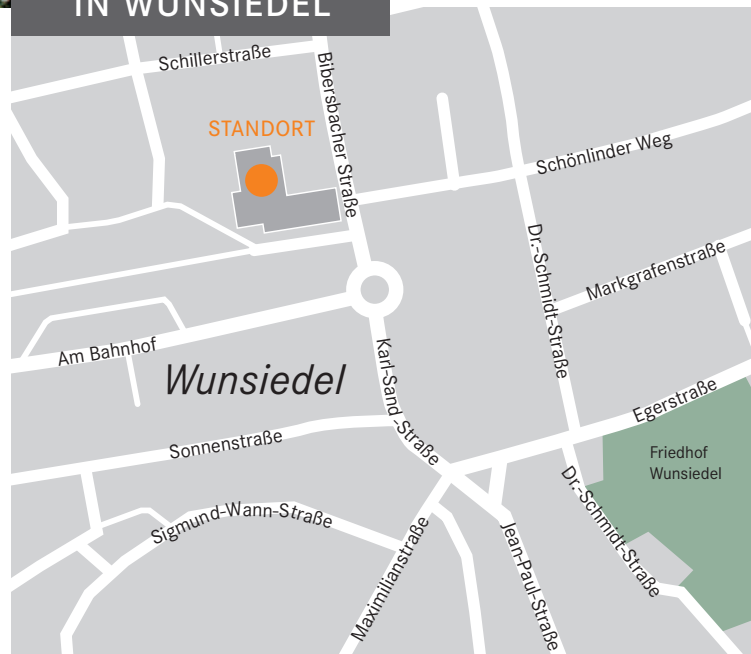 IN WUNSIEDEL
Schillerstraße
Bibersbacher Straße
STANDORT
Schönlinder Weg
Dr.-Schmidt-Straße
Markgrafenstraße
Am Bahnhof
Wunsiedel
Karl-Sand-Straße
Egerstraße
Sonnenstraße
Friedhof
Wunsiedel
Dr.-Schmidt-Straße
Sigmund-Wann-Straße
Maximilianstraße
Jean-Paul-Straße